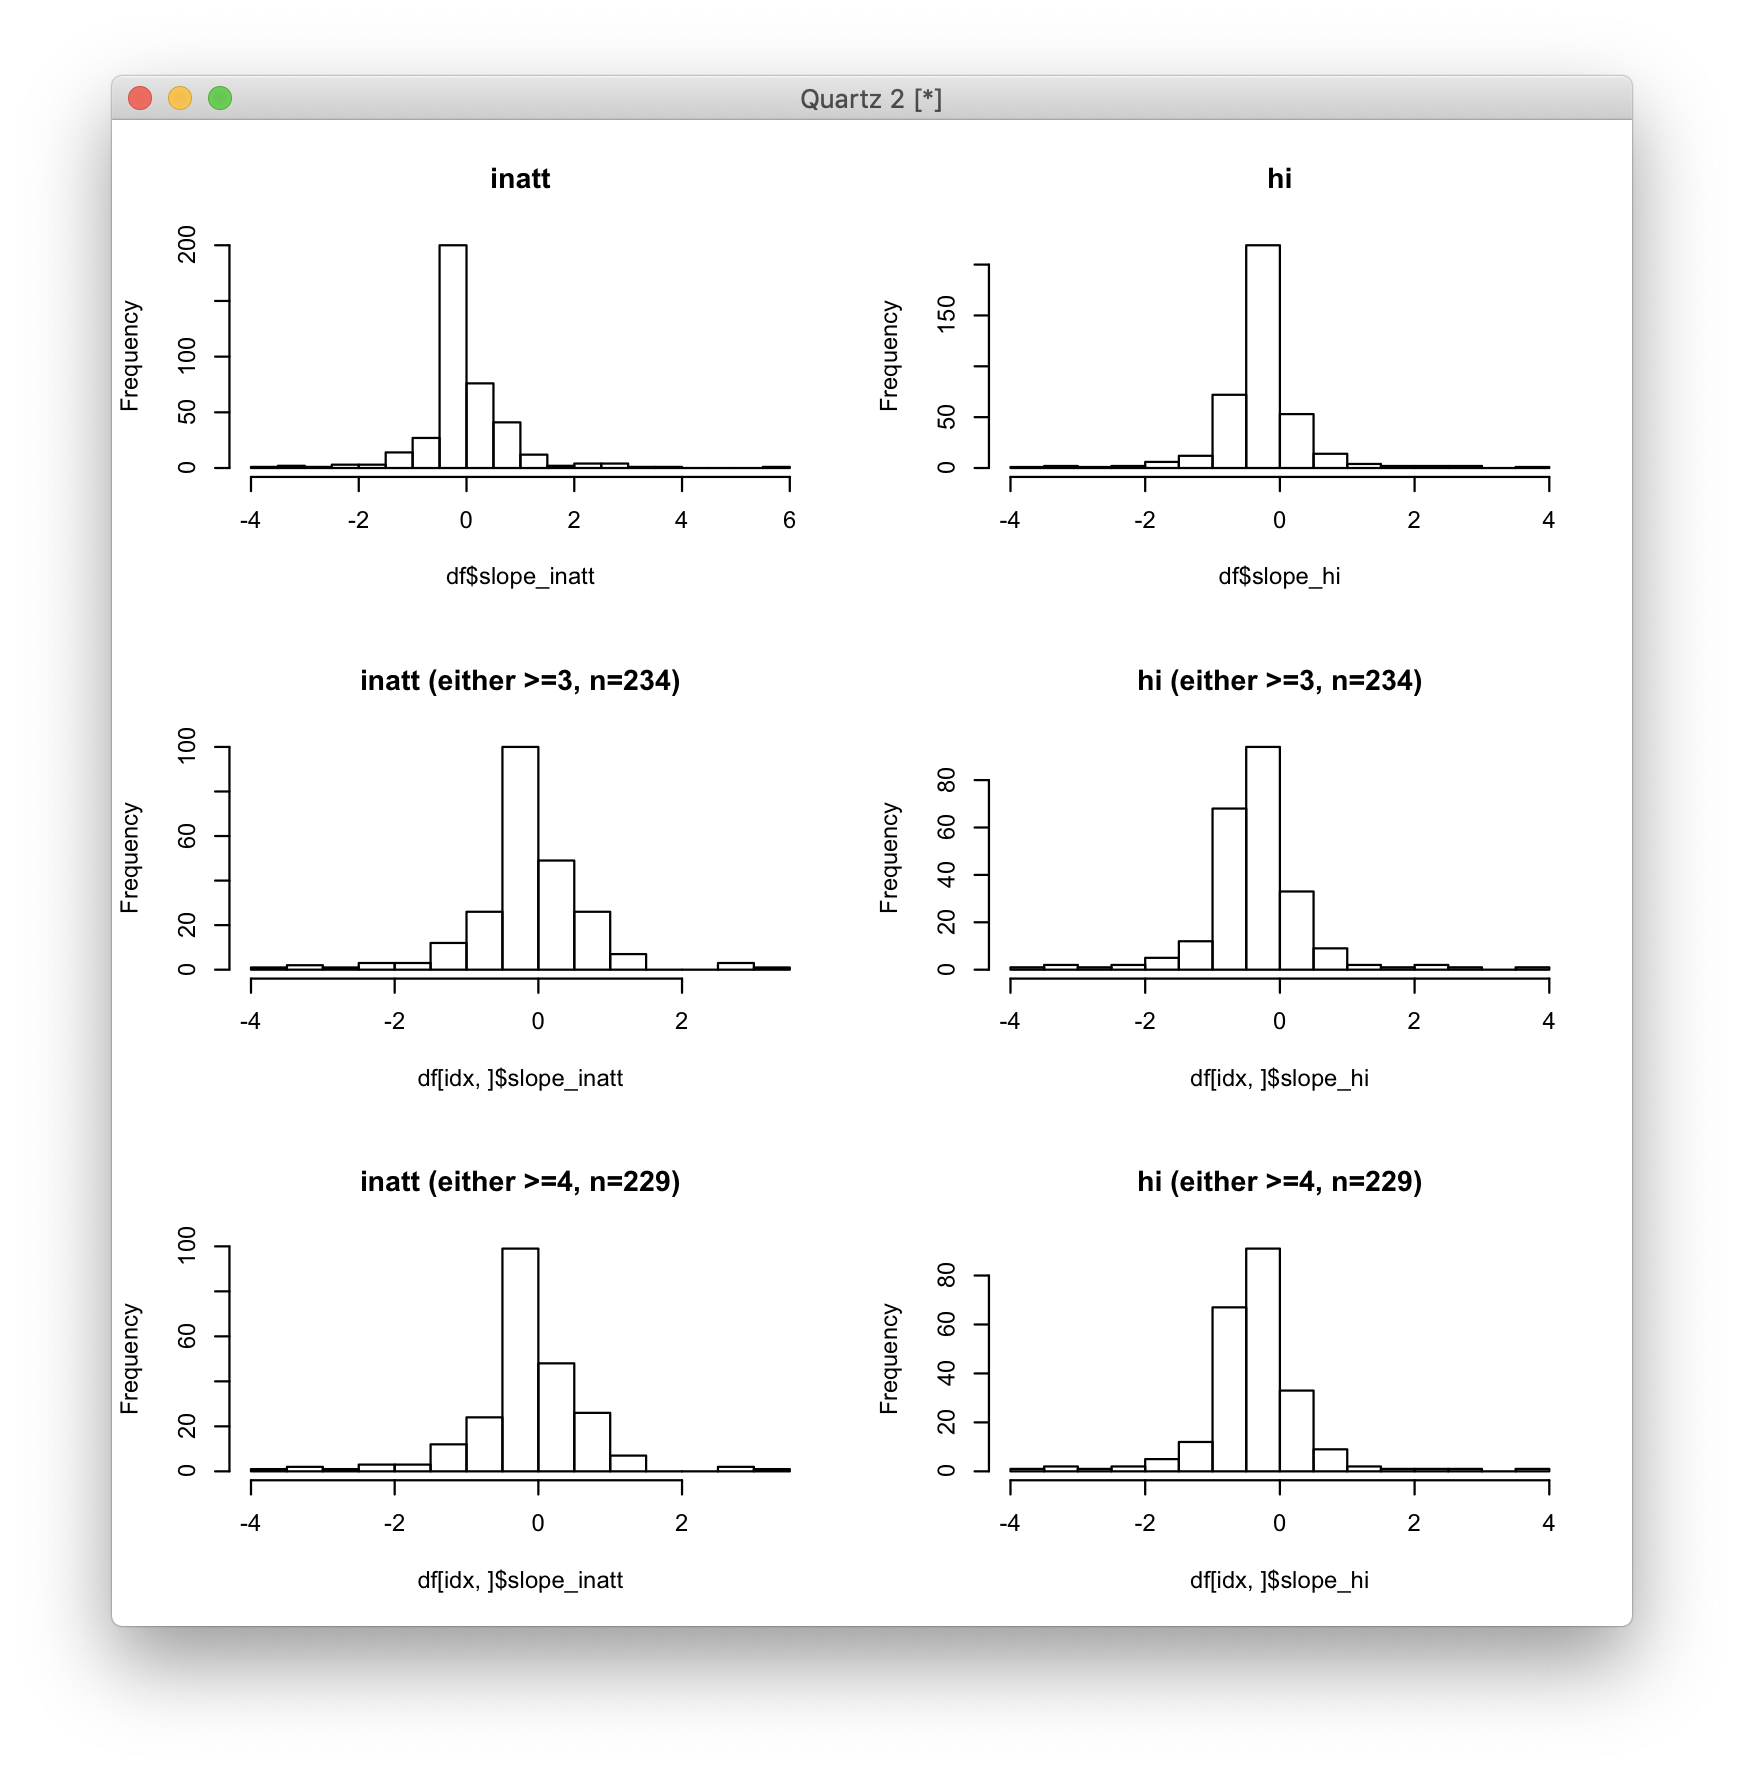 Quartz 2 [*]
inatt
Frequency
0 50 100 200
-4 -2 0 2 4 6
df$slope_inatt
hi
Frequency
0 50 150
-4 -2 0 2 4
df$slope_hi
inatt (either >=3, n=234)
Frequency
0 20 60 100
-4 -2 0 2
df[idx, ]$slope_inatt
hi (either >=3, n=234)
Frequency
0 20 40 60 80
-4 -2 0 2 4
df[idx, ]$slope_hi
inatt (either >=4, n=229)
Frequency
0 20 60 100
-4 -2 0 2
df[idx, ]$slope_inatt
hi (either >=4, n=229)
Frequency
0 20 40 60 80
-4 -2 0 2 4
df[idx, ]$slope_hi